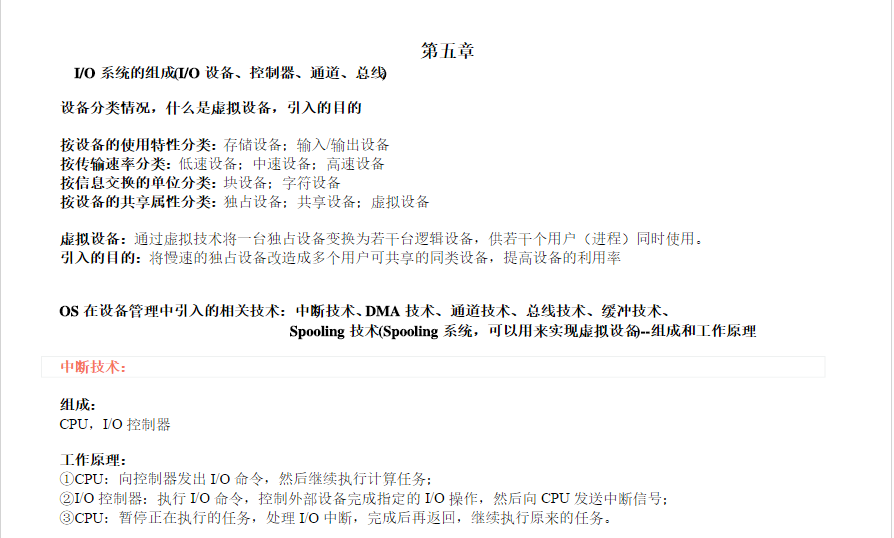 第五章
I/O 系统的组成(I/O 设备、控制器、通道、总线)
设备分类情况，什么是虚拟设备，引入的目的
按设备的使用特性分类：存储设备；输入/输出设备
按传输速率分类：低速设备；中速设备；高速设备
按信息交换的单位分类：块设备；字符设备
按设备的共享属性分类：独占设备；共享设备；虚拟设备
虚拟设备：通过虚拟技术将一台独占设备变换为若干台逻辑设备，供若干个用户（进程）同时使用。
引入的目的：将慢速的独占设备改造成多个用户可共享的同类设备，提高设备的利用率
OS 在设备管理中引入的相关技术：中断技术、DMA 技术、通道技术、总线技术、缓冲技术、
Spooling 技术(Spooling 系统，可以用来实现虚拟设备)--组成和工作原理
中断技术：
组成：
CPU，I/O 控制器
工作原理：
①CPU：向控制器发出 I/O 命令，然后继续执行计算任务；
②I/O 控制器：执行 I/O 命令，控制外部设备完成指定的 I/O 操作，然后向 CPU 发送中断信号；
③CPU：暂停正在执行的任务，处理 I/O 中断，完成后再返回，继续执行原来的任务。